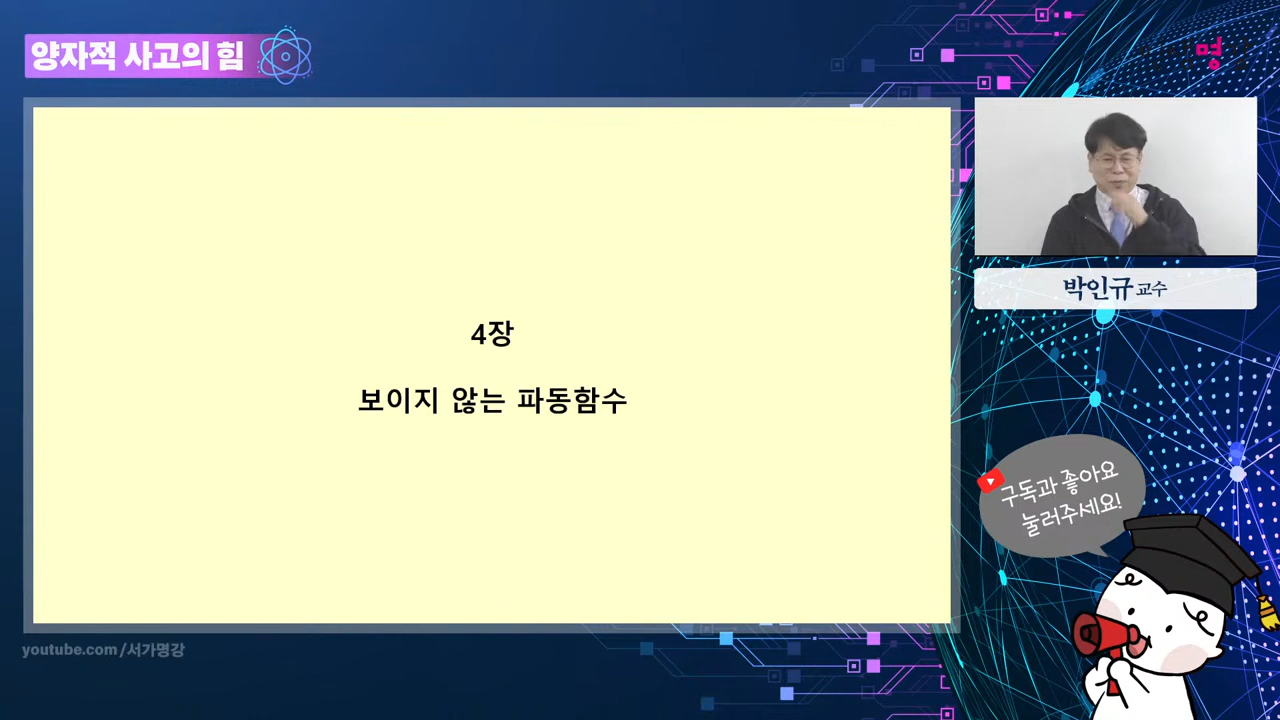 양자적 사고의 힘
명
4장
보이지 않는 파동함수
박인규 교수
구독과 좋아요
눌러주세요!
youtube.com/서가명강